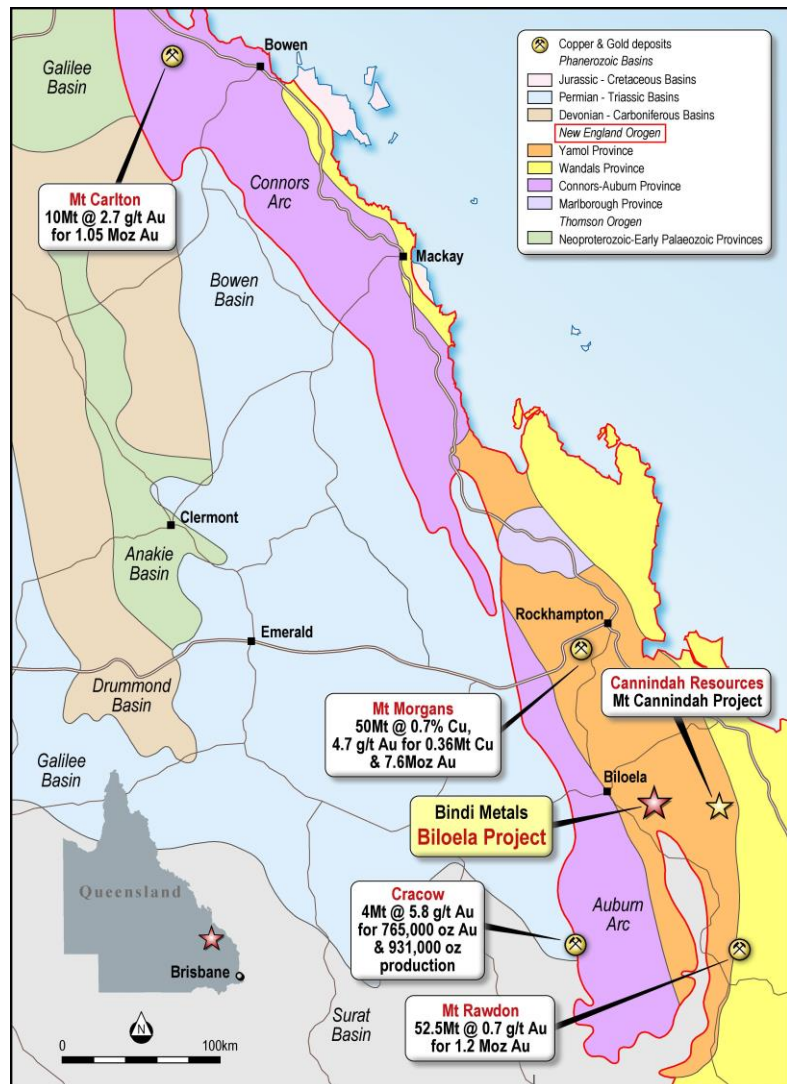 Copper & Gold deposits
Phanerozoic Basins
Jurassic - Cretaceous Basins
Permian - Triassic Basins
Devonian - Carboniferous Basins
New England Orogen
Yamol Province
Wandals Province
Connors-Auburn Province
Marlborough Province
Thomson Orogen
Neoproterozoic-Early Palaeozoic Provinces
Galilee
Basin
Bowen
Mt Carlton
10Mt @ 2.7 g/t Au
for 1.05 Moz Au
Connors
Arc
Mackay
Bowen
Basin
Clermont
Anakie
Basin
Emerald
Rockhampton
Drummond
Basin
Mt Morgans
50Mt @ 0.7% Cu,
4.7 g/t Au for 0.36Mt Cu
& 7.6Moz Au
Cannindah Resources
Mt Cannindah Project
Galilee
Basin
Biloela
Bindi Metals
Biloela Project
Queensland
Brisbane
Cracow
4Mt @ 5.8 g/t Au
for 765,000 oz Au
& 931,000 oz
production
Auburn
Arc
Surat
Basin
Mt Rawdon
52.5Mt @ 0.7 g/t Au
for 1.2 Moz Au
N
0 100km